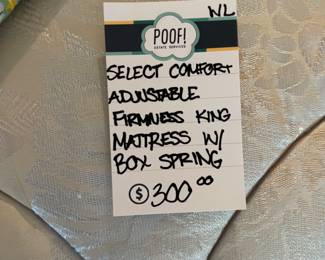 WL
POOF!
ESTATE SERVICES
SELECT COMFORT
ADJUSTABLE
FIRMNESS KING
MATTRESS W/
BOX SPRING
$ 300 00